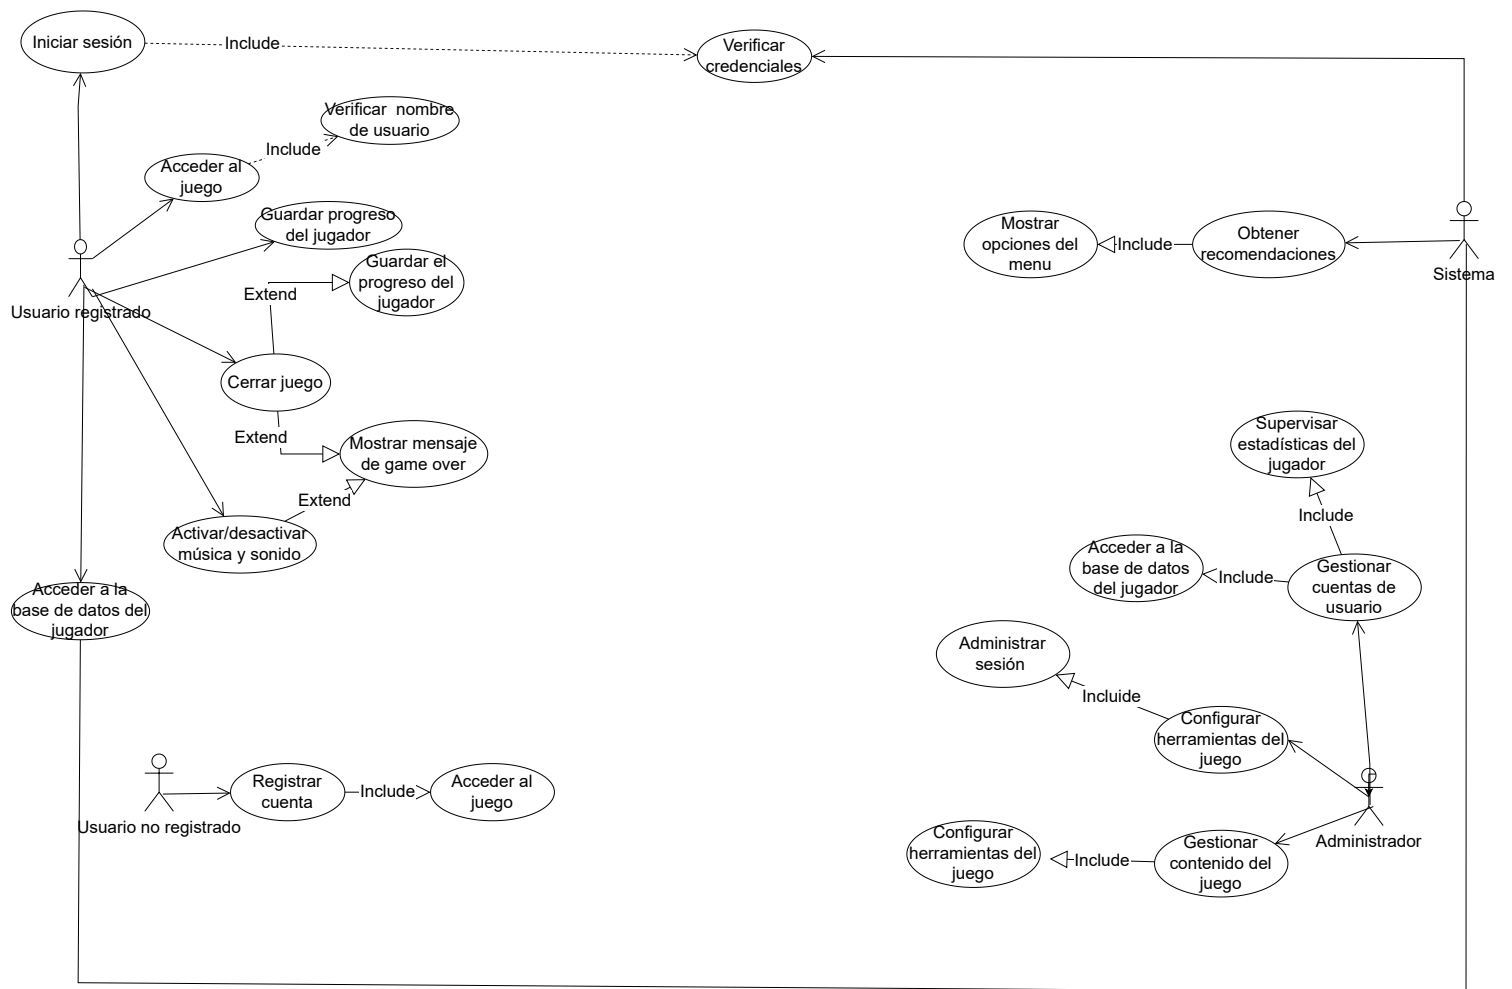 Iniciar sesión
Include
Verificar
credenciales
Verificar nombre
de usuario
Include
Acceder al
juego
Guardar progreso
del jugador
Guardar el
progreso del
jugador
Extend
Usuario registrado
Cerrar juego
Extend
Mostrar mensaje
de game over
Extend
Activar/desactivar
música y sonido
Acceder a la
base de datos del
jugador
Mostrar
opciones del
menu
Include
Obtener
recomendaciones
Sistema
Supervisar
estadísticas del
jugador
Include
Acceder a la
base de datos
del jugador
Include
Gestionar
cuentas de
usuario
Administrar
sesión
Incluide
Configurar
herramientas del
juego
Usuario no registrado
Registrar
cuenta
Include
Acceder al
juego
Administrador
Configurar
herramientas del
juego
Include
Gestionar
contenido del
juego